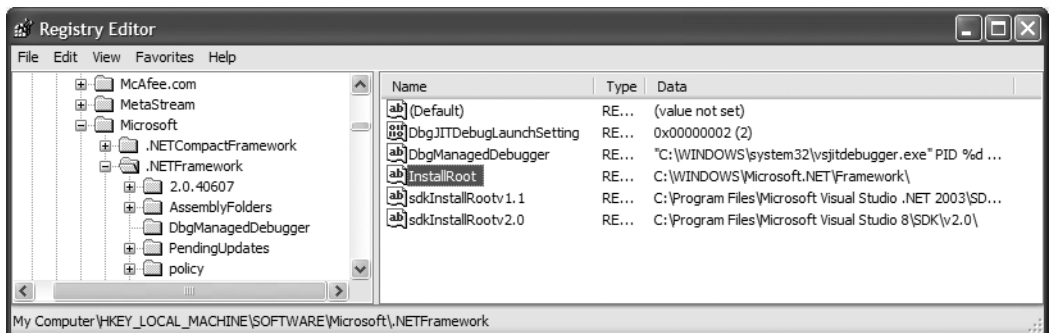 Registry Editor
File Edit View Favorites Help
McAfee.com
MetaStream
Microsoft
.NETCompactFramework
.NETFramework
2.0.40607
AssemblyFolders
DbgManagedDebugger
PendingUpdates
policy
Name Type Data
(Default) RE... (value not set)
DbgJITDebugLaunchSetting RE... 0x00000002 (2)
DbgManagedDebugger RE... "C:\WINDOWS\system32\vsjitdebugger.exe" PID %d ...
InstallRoot RE... C:\WINDOWS\Microsoft.NET\Framework\
sdkInstallRootv1.1 RE... C:\Program Files\Microsoft Visual Studio .NET 2003\SD...
sdkInstallRootv2.0 RE... C:\Program Files\Microsoft Visual Studio 8\SDK\v2.0\
My Computer\HKEY_LOCAL_MACHINE\SOFTWARE\Microsoft\.NETFramework